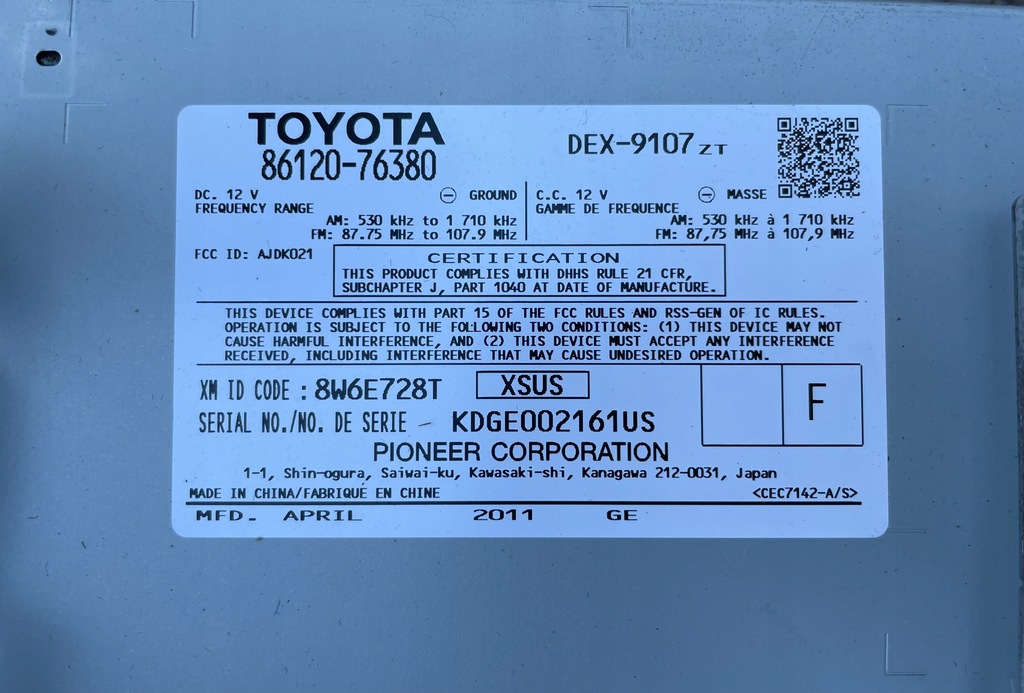 TOYOTA
86120-76380
DEX-9107 ZT
DC. 12 V ⊖ GROUND
FREQUENCY RANGE
AM: 530 kHz to 1 710 kHz
FM: 87.75 MHz to 107.9 MHz
C.C. 12 V ⊖ MASSE
GAMME DE FREQUENCE
AM: 530 kHz à 1 710 kHz
FM: 87,75 MHz à 107,9 MHz
FCC ID: AJDK021
CERTIFICATION
THIS PRODUCT COMPLIES WITH DHHS RULE 21 CFR,
SUBCHAPTER J, PART 1040 AT DATE OF MANUFACTURE.
THIS DEVICE COMPLIES WITH PART 15 OF THE FCC RULES AND RSS-GEN OF IC RULES.
OPERATION IS SUBJECT TO THE FOLLOWING TWO CONDITIONS: (1) THIS DEVICE MAY NOT
CAUSE HARMFUL INTERFERENCE, AND (2) THIS DEVICE MUST ACCEPT ANY INTERFERENCE
RECEIVED, INCLUDING INTERFERENCE THAT MAY CAUSE UNDESIRED OPERATION.
XM ID CODE : 8W6E728T XSUS
F
SERIAL NO./NO. DE SERIE - KDGE002161US
PIONEER CORPORATION
1-1, Shin-ogura, Saiwai-ku, Kawasaki-shi, Kanagawa 212-0031, Japan
MADE IN CHINA/FABRIQUÉ EN CHINE <CEC7142-A/S>
MFD. APRIL 2011 GE